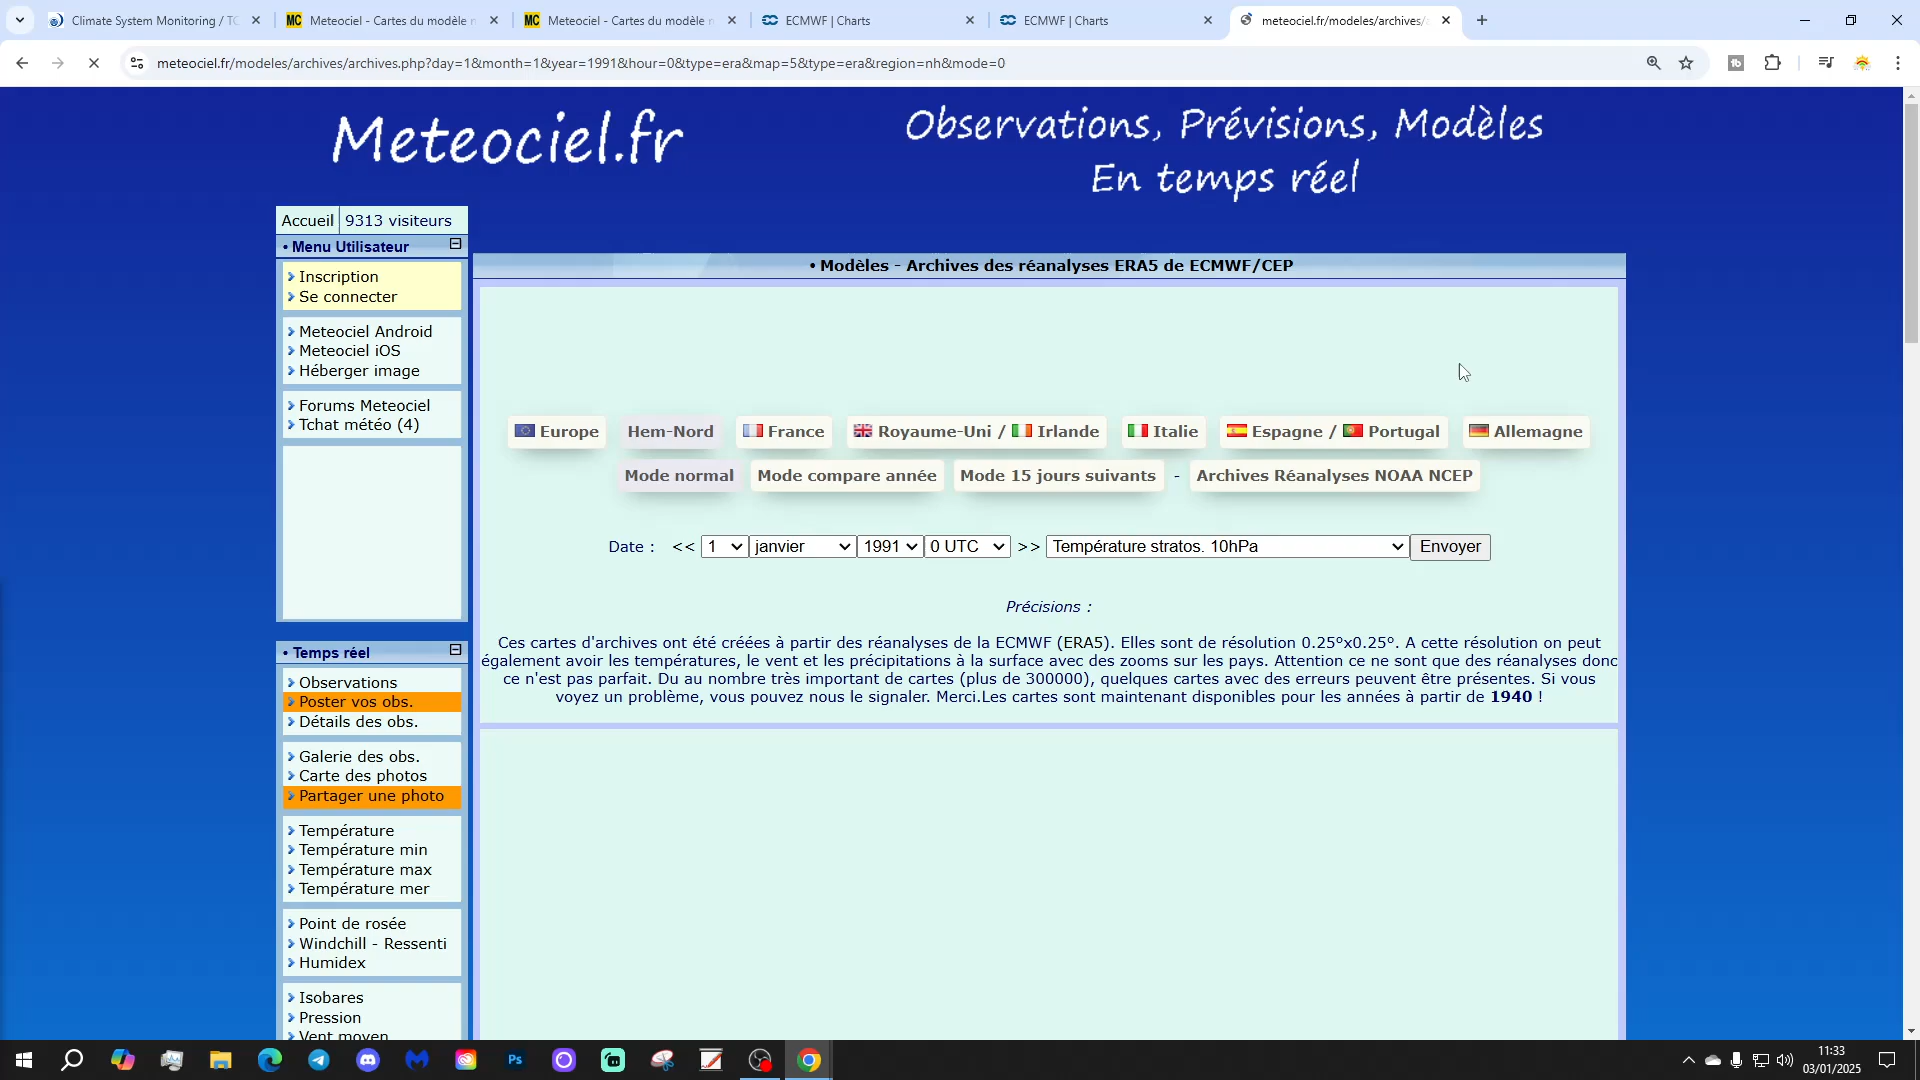 Climate System Monitoring / TC
Meteociel - Cartes du modèle n
Meteociel - Cartes du modèle n
ECMWF | Charts
ECMWF | Charts
meteociel.fr/modeles/archives/a
meteociel.fr/modeles/archives/archives.php?day=1&month=1&year=1991&hour=0&type=era&map=5&type=era&region=nh&mode=0
Meteociel.fr
Observations, Prévisions, Modèles
En temps réel
Accueil 9313 visiteurs
• Menu Utilisateur
• Modèles - Archives des réanalyses ERA5 de ECMWF/CEP
Inscription
Se connecter
Meteociel Android
Meteociel iOS
Héberger image
Forums Meteociel
Tchat météo (4)
Europe Hem-Nord France Royaume-Uni / Irlande Italie Espagne / Portugal Allemagne
Mode normal Mode compare année Mode 15 jours suivants - Archives Réanalyses NOAA NCEP
Date : << 1 janvier 1991 0 UTC >> Température stratos. 10hPa Envoyer
Précisions :
Ces cartes d'archives ont été créées à partir des réanalyses de la ECMWF (ERA5). Elles sont de résolution 0.25°x0.25°. A cette résolution on peut
également avoir les températures, le vent et les précipitations à la surface avec des zooms sur les pays. Attention ce ne sont que des réanalyses donc
ce n'est pas parfait. Du au nombre très important de cartes (plus de 300000), quelques cartes avec des erreurs peuvent être présentes. Si vous
voyez un problème, vous pouvez nous le signaler. Merci.Les cartes sont maintenant disponibles pour les années à partir de 1940 !
• Temps réel
Observations
Poster vos obs.
Détails des obs.
Galerie des obs.
Carte des photos
Partager une photo
Température
Température min
Température max
Température mer
Point de rosée
Windchill - Ressenti
Humidex
Isobares
Pression
Vent moyen
Ps
11:33
03/01/2025